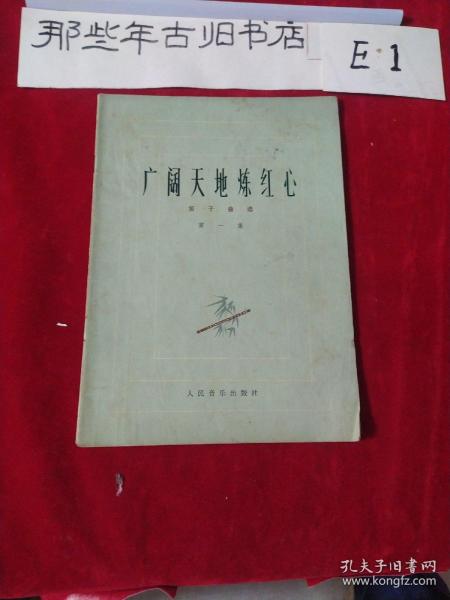 那些年古旧书店
E·1
广阔天地炼红心
笛子曲选
第一集
人民音乐出版社
孔夫子旧书网
www.kongfz.com